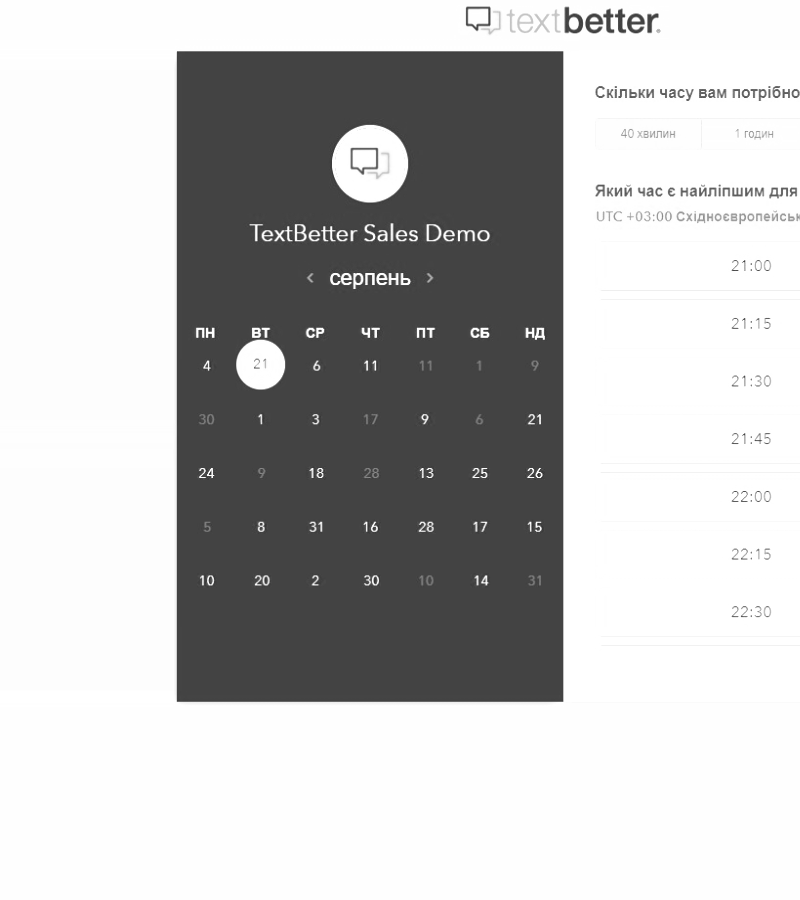 textbetter.
TextBetter Sales Demo
< серпень >
ПН ВТ СР ЧТ ПТ СБ НД
4 21 6 11 11 1 9
30 1 3 17 9 6 21
24 9 18 28 13 25 26
5 8 31 16 28 17 15
10 20 2 30 10 14 31
Скільки часу вам потрібно
40 хвилин 1 годин
Який час є найліпшим для
UTC +03:00
21:00
21:15
21:30
21:45
22:00
22:15
22:30